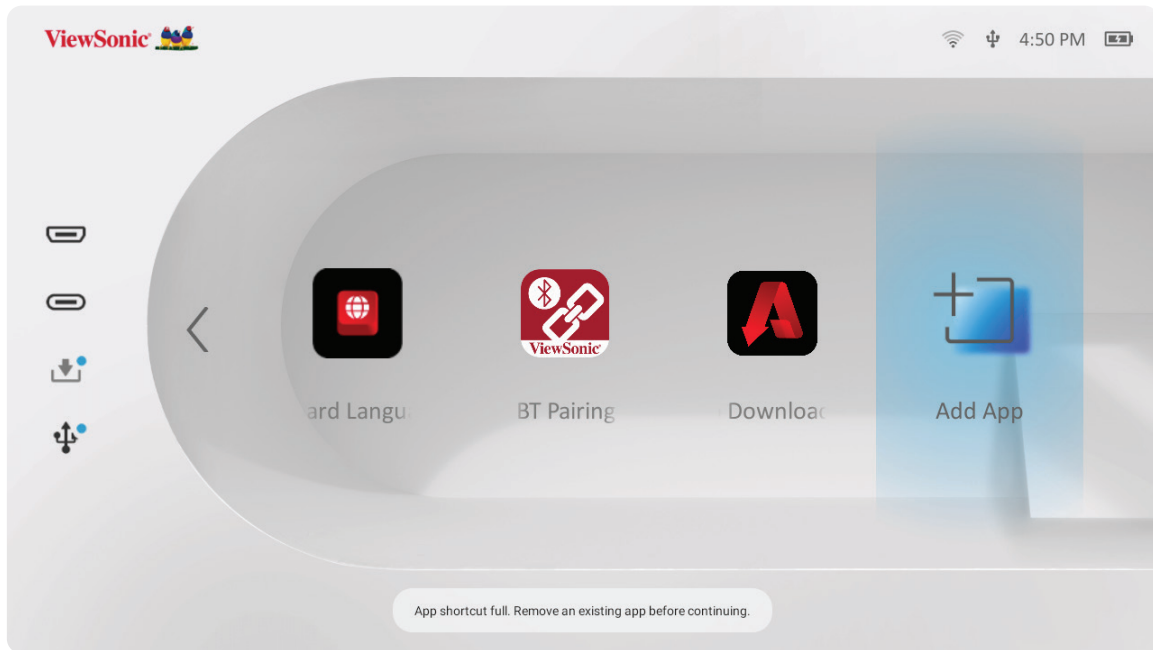 ViewSonic
4:50 PM
ViewSonic
ard Langu
BT Pairing
Download
Add App
App shortcut full. Remove an existing app before continuing.